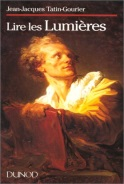 Jean-Jacques Tatin-Gourier
Lire les Lumières
DUNOD